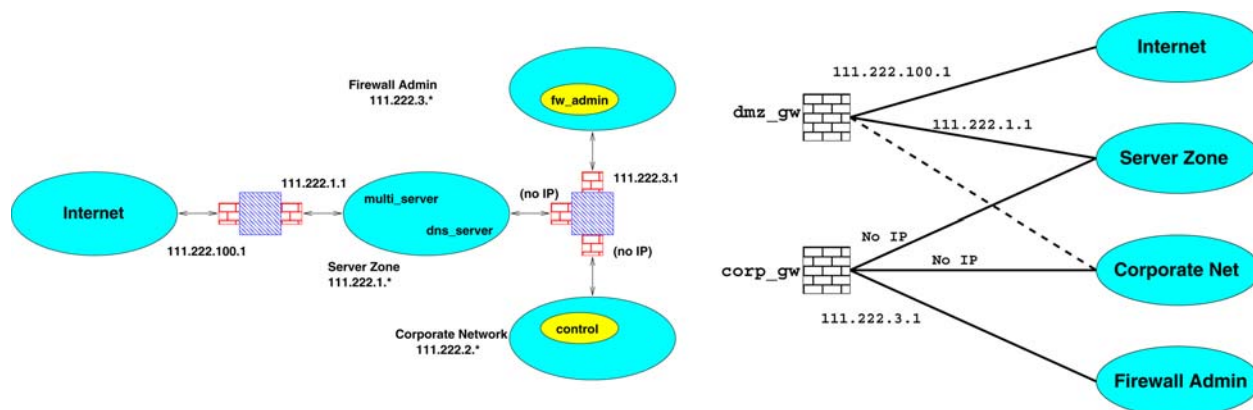 Firewall Admin
111.222.3.*
fw_admin
111.222.1.1
(no IP)
111.222.3.1
Internet
multi_server
dns_server
111.222.100.1
(no IP)
Server Zone
111.222.1.*
Corporate Network
111.222.2.*
control
Internet
111.222.100.1
dmz_gw
111.222.1.1
Server Zone
No IP
No IP
corp_gw
Corporate Net
111.222.3.1
Firewall Admin